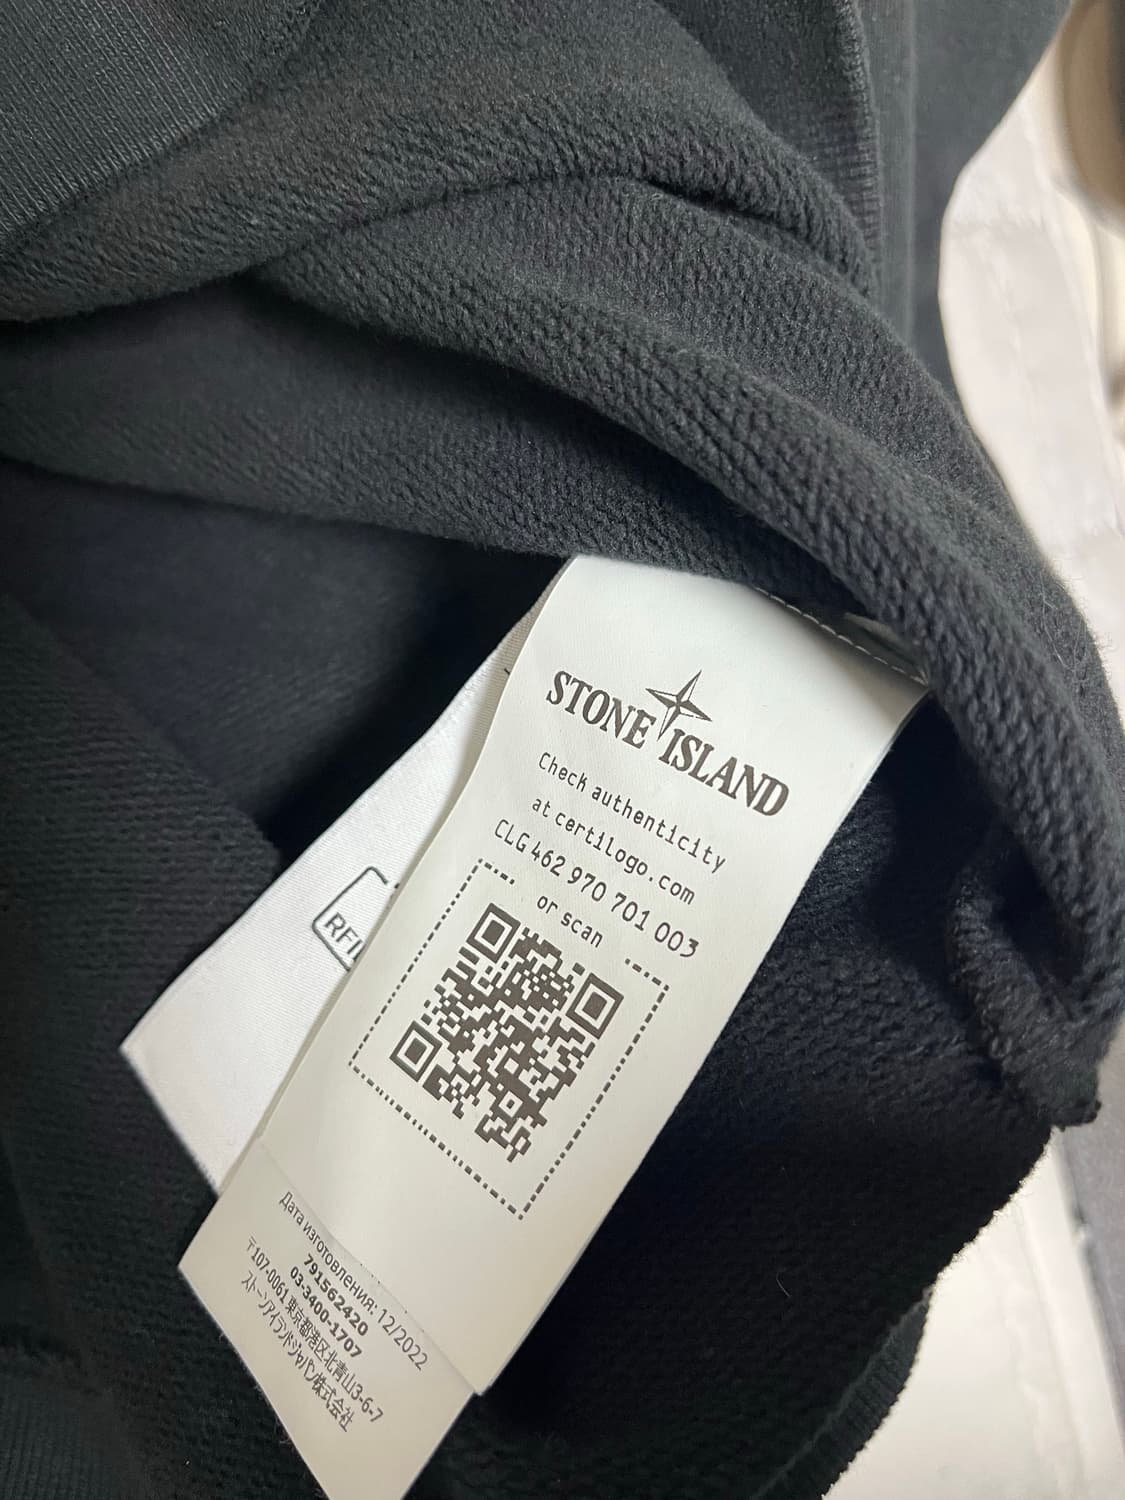 STONE ISLAND
Check authenticity
at certilogo.com
CLG 462 970 701 003
or scan
RFI
Дата изготовления: 12/2022
791562420
03-3400-1707
〒107-0061 東京都港区北青山3-6-7
ストーンアイランドジャパン株式会社